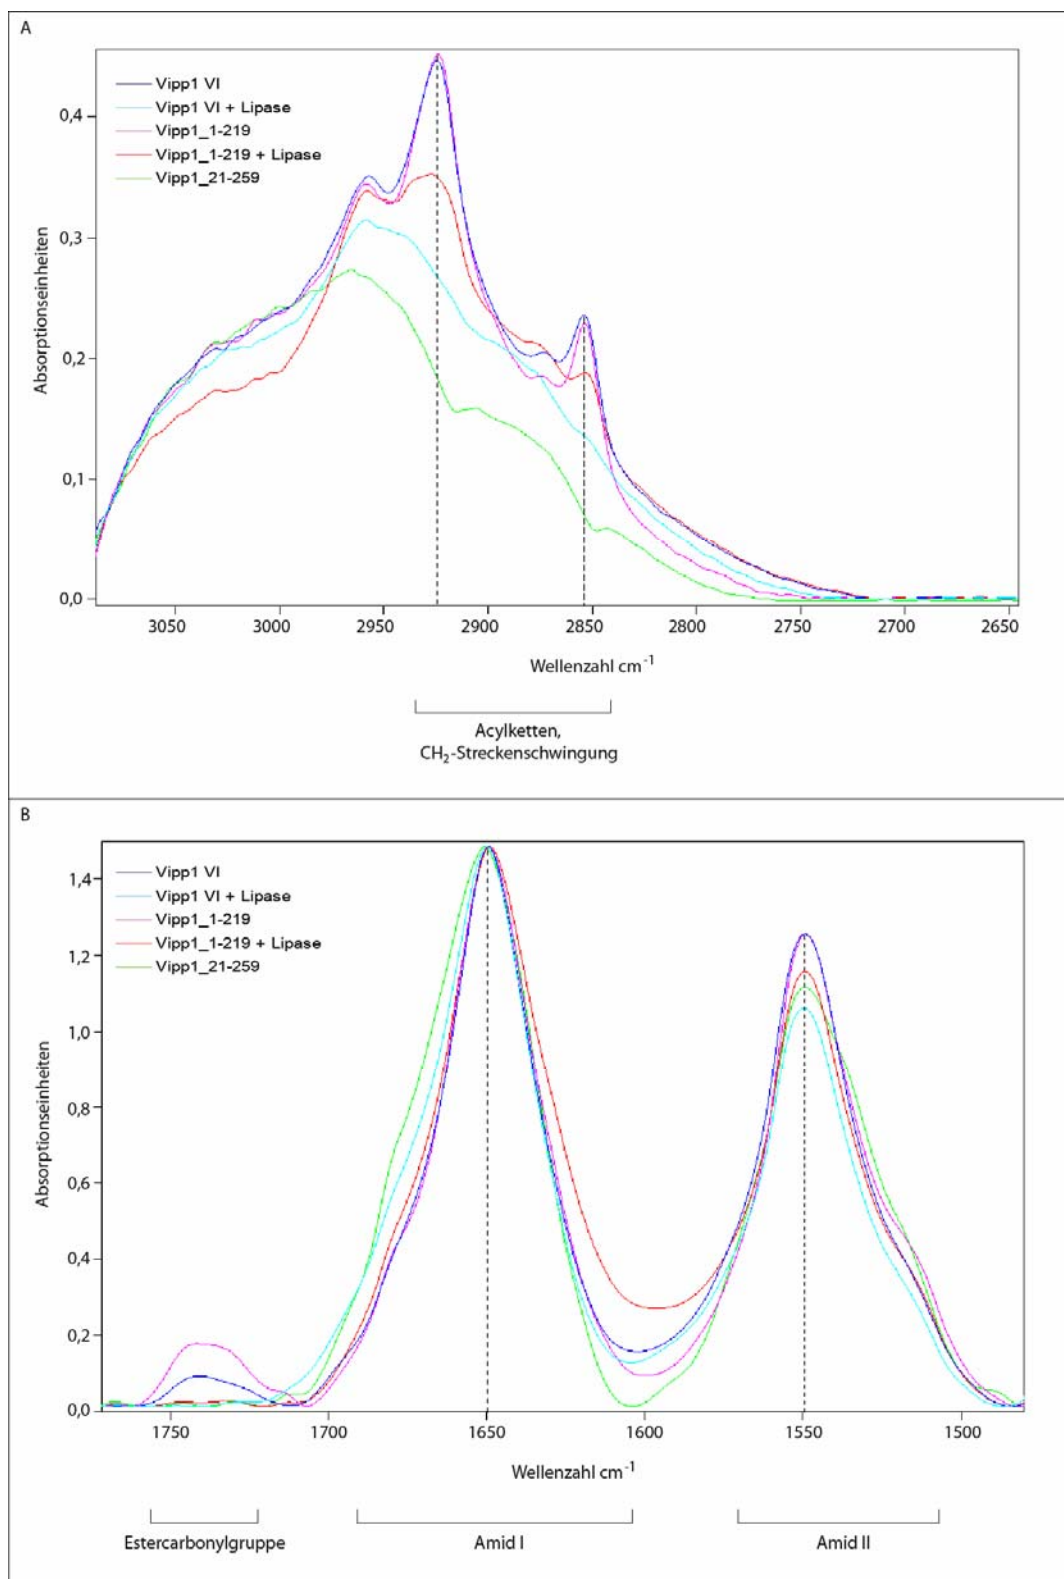 A
Vipp1 VI
Vipp1 VI + Lipase
Vipp1_1-219
Vipp1_1-219 + Lipase
Vipp1_21-259
0,4
0,3
0,2
0,1
0,0
Absorptionseinheiten
3050 3000 2950 2900 2850 2800 2750 2700 2650
Wellenzahl cm⁻¹
Acylketten,
CH₂-Streckenschwingung
B
Vipp1 VI
Vipp1 VI + Lipase
Vipp1_1-219
Vipp1_1-219 + Lipase
Vipp1_21-259
1,4
1,2
1,0
0,8
0,6
0,4
0,2
0,0
Absorptionseinheiten
1750 1700 1650 1600 1550 1500
Wellenzahl cm⁻¹
Estercarbonylgruppe Amid I Amid II